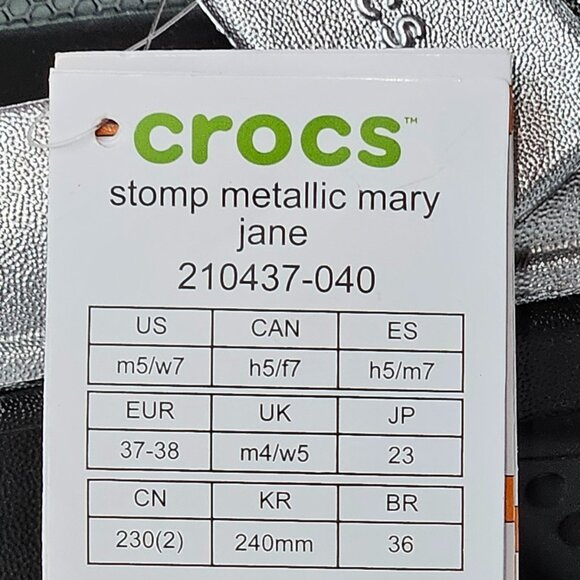 CS
crocs™
stomp metallic mary
jane
210437-040
US CAN ES
m5/w7 h5/f7 h5/m7
EUR UK JP
37-38 m4/w5 23
CN KR BR
230(2) 240mm 36